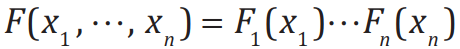 F(x₁, ⋯, xₙ) = F₁(x₁)⋯Fₙ(xₙ)